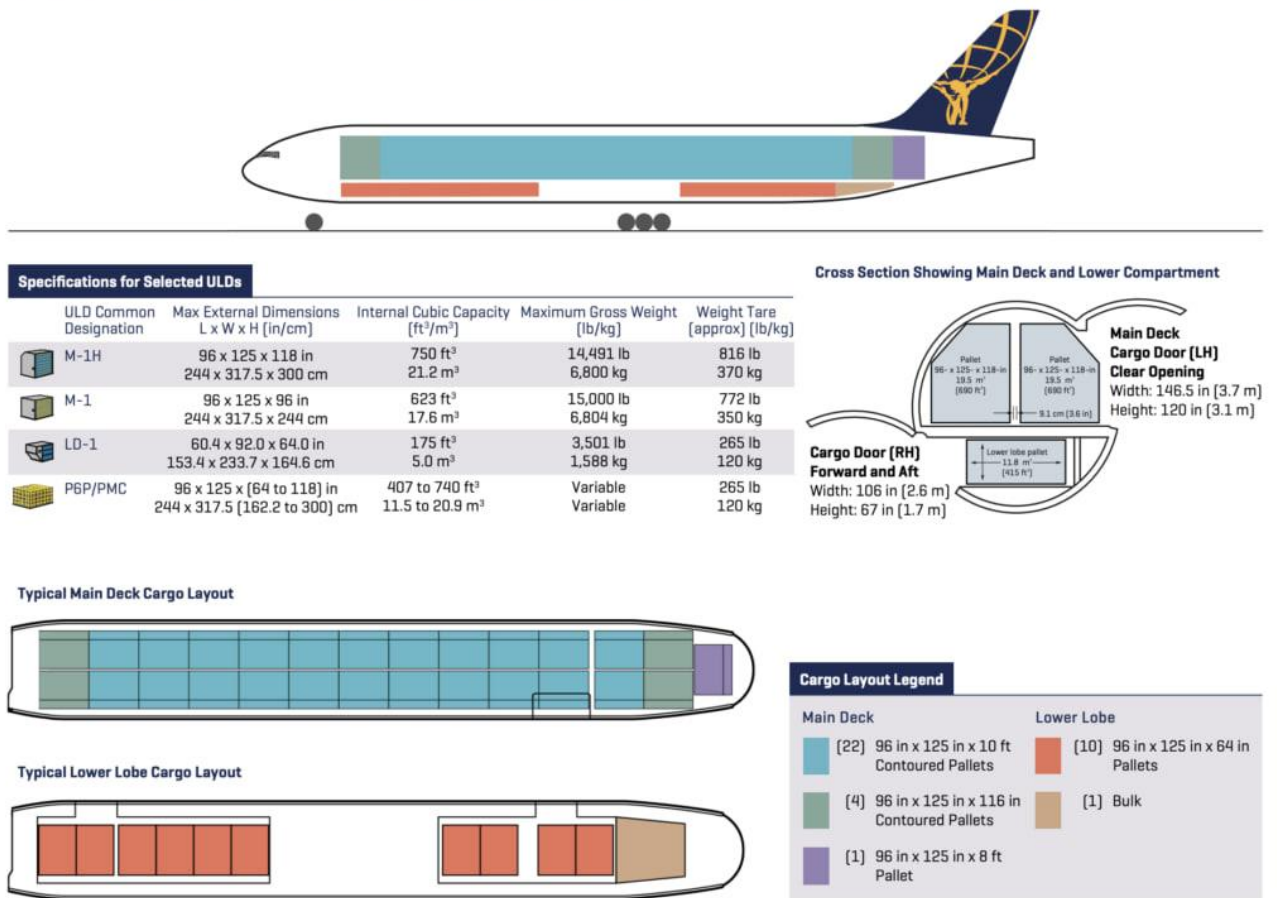 Specifications for Selected ULDs
ULD Common Designation Max External Dimensions L x W x H (in/cm) Internal Cubic Capacity (ft³/m³) Maximum Gross Weight (lb/kg) Weight Tare (approx) (lb/kg)
M-1H 96 x 125 x 118 in 750 ft³ 14,491 lb 816 lb
244 x 317.5 x 300 cm 21.2 m³ 6,800 kg 370 kg
M-1 96 x 125 x 96 in 623 ft³ 15,000 lb 772 lb
244 x 317.5 x 244 cm 17.6 m³ 6,804 kg 350 kg
LD-1 60.4 x 92.0 x 64.0 in 175 ft³ 3,501 lb 265 lb
153.4 x 233.7 x 164.6 cm 5.0 m³ 1,588 kg 120 kg
P6P/PMC 96 x 125 x (64 to 118) in 407 to 740 ft³ Variable 265 lb
244 x 317.5 (162.2 to 300) cm 11.5 to 20.9 m³ Variable 120 kg
Cross Section Showing Main Deck and Lower Compartment
Pallet
96- x 125- x 118-in
19.5 m³
(690 ft³)
Pallet
96- x 125- x 118-in
19.5 m³
(690 ft³)
9.1 cm (3.6 in)
Main Deck
Cargo Door (LH)
Clear Opening
Width: 146.5 in (3.7 m)
Height: 120 in (3.1 m)
Lower lobe pallet
11.8 m³
(415 ft³)
Cargo Door (RH)
Forward and Aft
Width: 106 in (2.6 m)
Height: 67 in (1.7 m)
Typical Main Deck Cargo Layout
Typical Lower Lobe Cargo Layout
Cargo Layout Legend
Main Deck
(22) 96 in x 125 in x 10 ft
Contoured Pallets
(4) 96 in x 125 in x 116 in
Contoured Pallets
(1) 96 in x 125 in x 8 ft
Pallet
Lower Lobe
(10) 96 in x 125 in x 64 in
Pallets
(1) Bulk